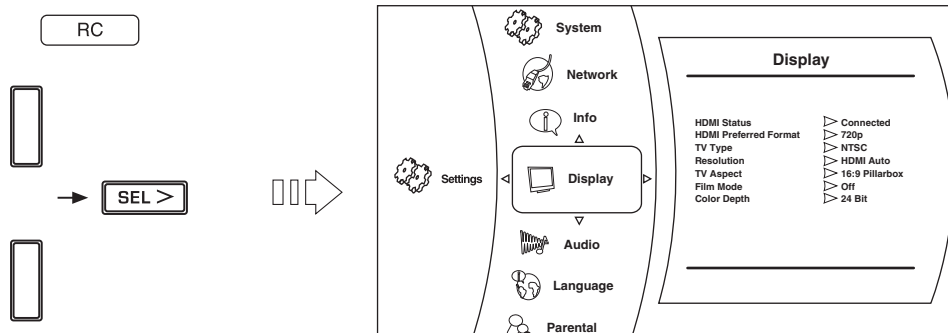 RC
SEL >
Settings
System
Network
Info
Display
Audio
Language
Parental
Display
HDMI Status Connected
HDMI Preferred Format 720p
TV Type NTSC
Resolution HDMI Auto
TV Aspect 16:9 Pillarbox
Film Mode Off
Color Depth 24 Bit